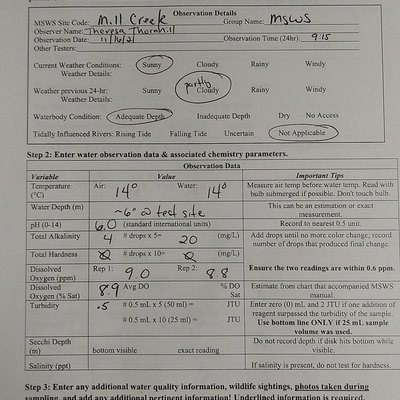 Observation Details
MSWS Site Code: Mill Creek Group Name: MSWS
Observer Name: Theresa Thornhill
Observation Date: 11/16/21 Observation Time (24hr): 9:15
Other Testers:
Current Weather Conditions: Sunny Cloudy Rainy Windy
Weather Details:
partly
Weather previous 24-hr: Sunny Cloudy Rainy Windy
Weather Details:
Waterbody Condition: Adequate Depth Inadequate Depth Dry No Access
Tidally Influenced Rivers: Rising Tide Falling Tide Uncertain Not Applicable
Step 2: Enter water observation data & associated chemistry parameters.
Observation Data
Variable Value Important Tips
Temperature (°C) Air: 14° Water: 14° Measure air temp before water temp. Read with bulb submerged if possible. Don't touch bulb.
Water Depth (m) ~6" @ test site This can be an estimation or exact measurement.
pH (0-14) 6.0 (standard international units) Record to nearest 0.5 unit.
Total Alkalinity 4 # drops x 5= 20 (mg/L) Add drops until no more color change; record number of drops that produced final change.
Total Hardness # drops x 10= (mg/L)
Dissolved Oxygen (ppm) Rep 1: 9.0 Rep 2: 8.8 Ensure the two readings are within 0.6 ppm.
Dissolved Oxygen (% Sat) 8.9 Avg DO % DO Sat Estimate from chart that accompanied MSWS manual.
Turbidity .5 # 0.5 mL x 5 (50 ml) = JTU Enter zero (0) mL and 2 JTU if one addition of reagent surpassed the turbidity of the sample.
# 0.5 mL x 10 (25 ml) = JTU Use bottom line ONLY if 25 mL sample volume was used.
Secchi Depth (m) bottom visible exact reading Do not record depth if disk hits bottom while visible.
Salinity (ppt) If salinity is present, do not test for hardness.
Step 3: Enter any additional water quality information, wildlife sightings, photos taken during
sampling, and add any additional pertinent information! Underlined information is required.